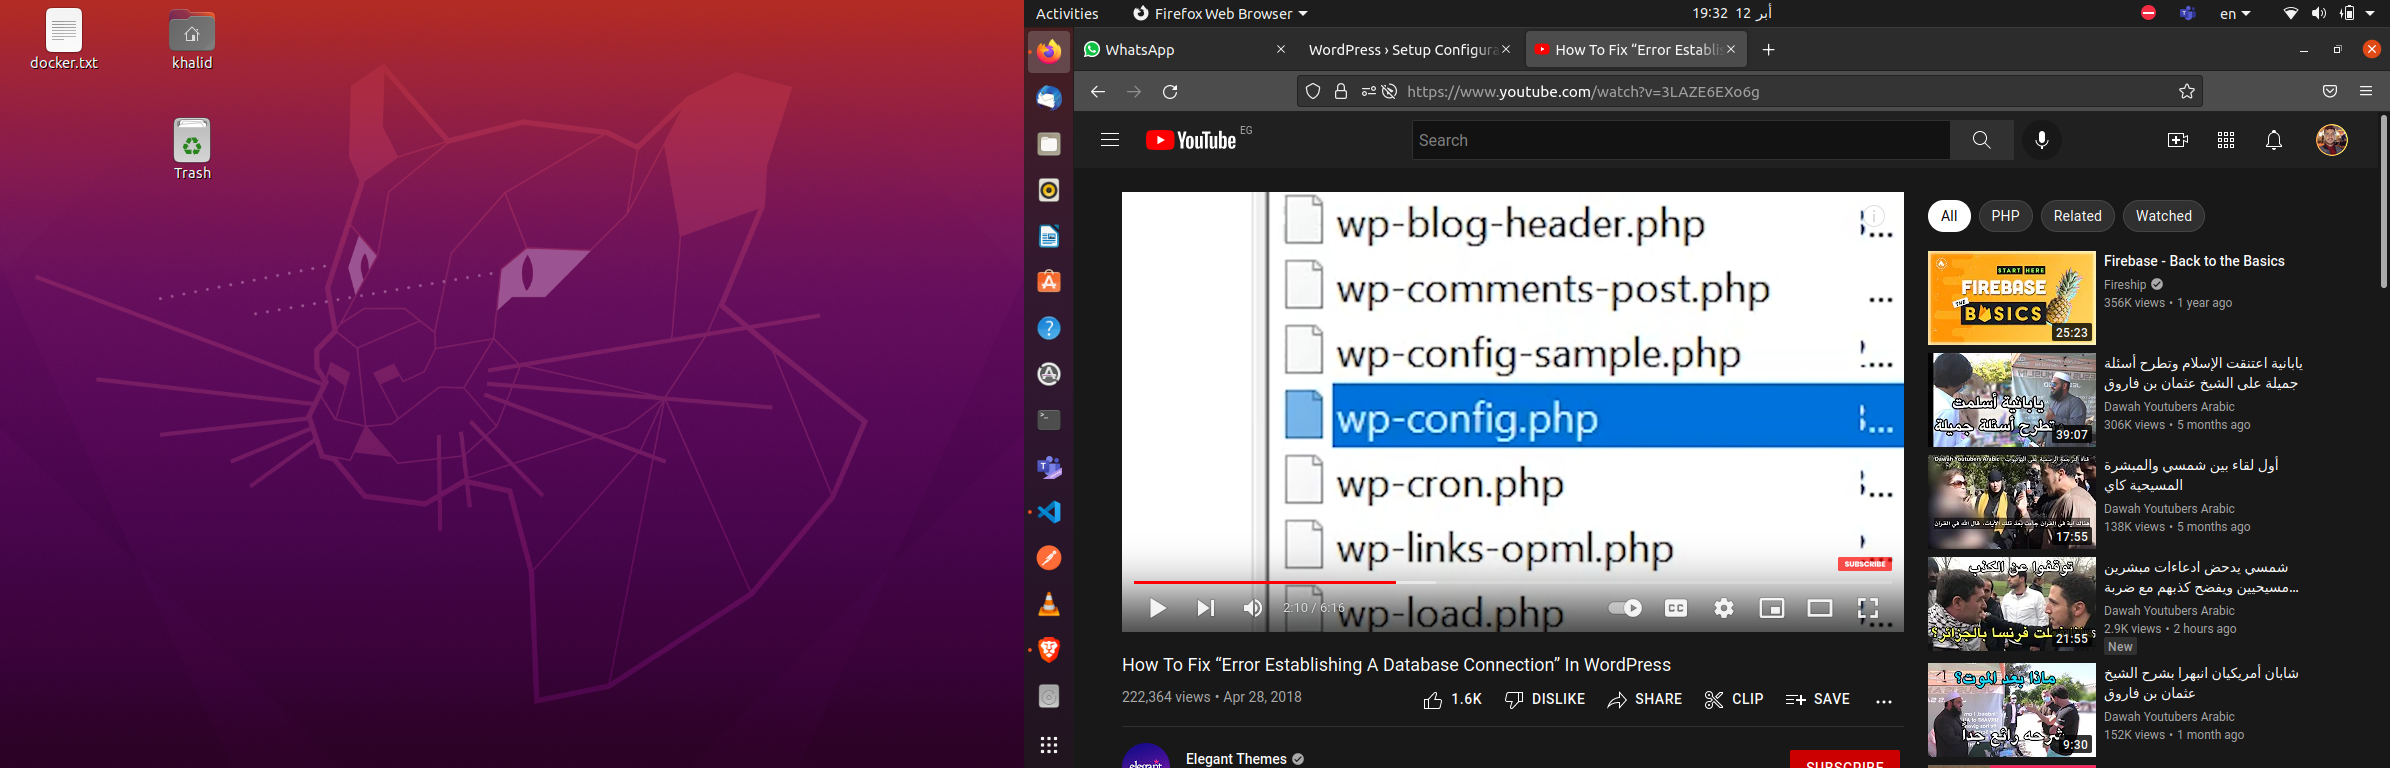 docker.txt
khalid
Trash
Activities
Firefox Web Browser
أبر 12 19:32
en
WhatsApp
WordPress › Setup Configura
How To Fix “Error Establis
https://www.youtube.com/watch?v=3LAZE6EXo6g
YouTube EG
Search
wp-blog-header.php
wp-comments-post.php
wp-config-sample.php
wp-config.php
wp-cron.php
wp-links-opml.php
wp-load.php
SUBSCRIBE
2:10 / 6:16
CC
How To Fix “Error Establishing A Database Connection” In WordPress
222,364 views • Apr 28, 2018
1.6K
DISLIKE
SHARE
CLIP
SAVE
elegant
Elegant Themes
SUBSCRIBE
All
PHP
Related
Watched
START HERE
FIREBASE
THE
BASICS
25:23
Firebase - Back to the Basics
Fireship
356K views • 1 year ago
يابانية أسلمت
وتطرح أسئلة جميلة
39:07
يابانية اعتنقت الإسلام وتطرح أسئلة
جميلة على الشيخ عثمان بن فاروق
Dawah Youtubers Arabic
306K views • 5 months ago
17:55
أول لقاء بين شمسي والمبشرة
المسيحية كاي
Dawah Youtubers Arabic
138K views • 5 months ago
توقفوا عن الكذب
فرنسا بالجزائر؟
21:55
شمسي يدحض ادعاءات مبشرين
مسيحيين ويفضح كذبهم مع ضربة...
Dawah Youtubers Arabic
2.9K views • 2 hours ago
New
ماذا بعد الموت؟
شرحه رائع جدا
9:30
شابان أمريكيان انبهرا بشرح الشيخ
عثمان بن فاروق
Dawah Youtubers Arabic
152K views • 1 month ago